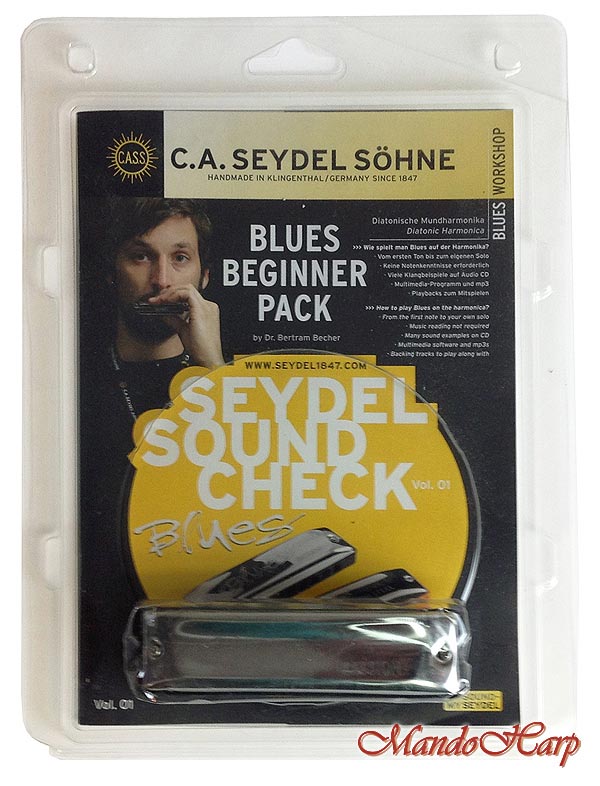 CASS
C.A. SEYDEL SÖHNE
HANDMADE IN KLINGENTHAL/GERMANY SINCE 1847
BLUES WORKSHOP
BLUES
BEGINNER
PACK
by Dr. Bertram Becher
Diatonische Mundharmonika
Diatonic Harmonica
>>> Wie spielt man Blues auf der Harmonika?
· Vom ersten Ton bis zum eigenen Solo
· Keine Notenkenntnisse erforderlich
· Viele Klangbeispiele auf Audio CD
· Multimedia-Programm und mp3
· Playbacks zum Mitspielen
>>> How to play Blues on the harmonica?
· From the first note to your own solo
· Music reading not required
· Many sound examples on CD
· Multimedia software and mp3s
· Backing tracks to play along with
WWW.SEYDEL1847.COM
SEYDEL
SOUND
CHECK
Vol. 01
Blues
Vol. 01
SOUND-
MY SEYDEL
MandoHarp